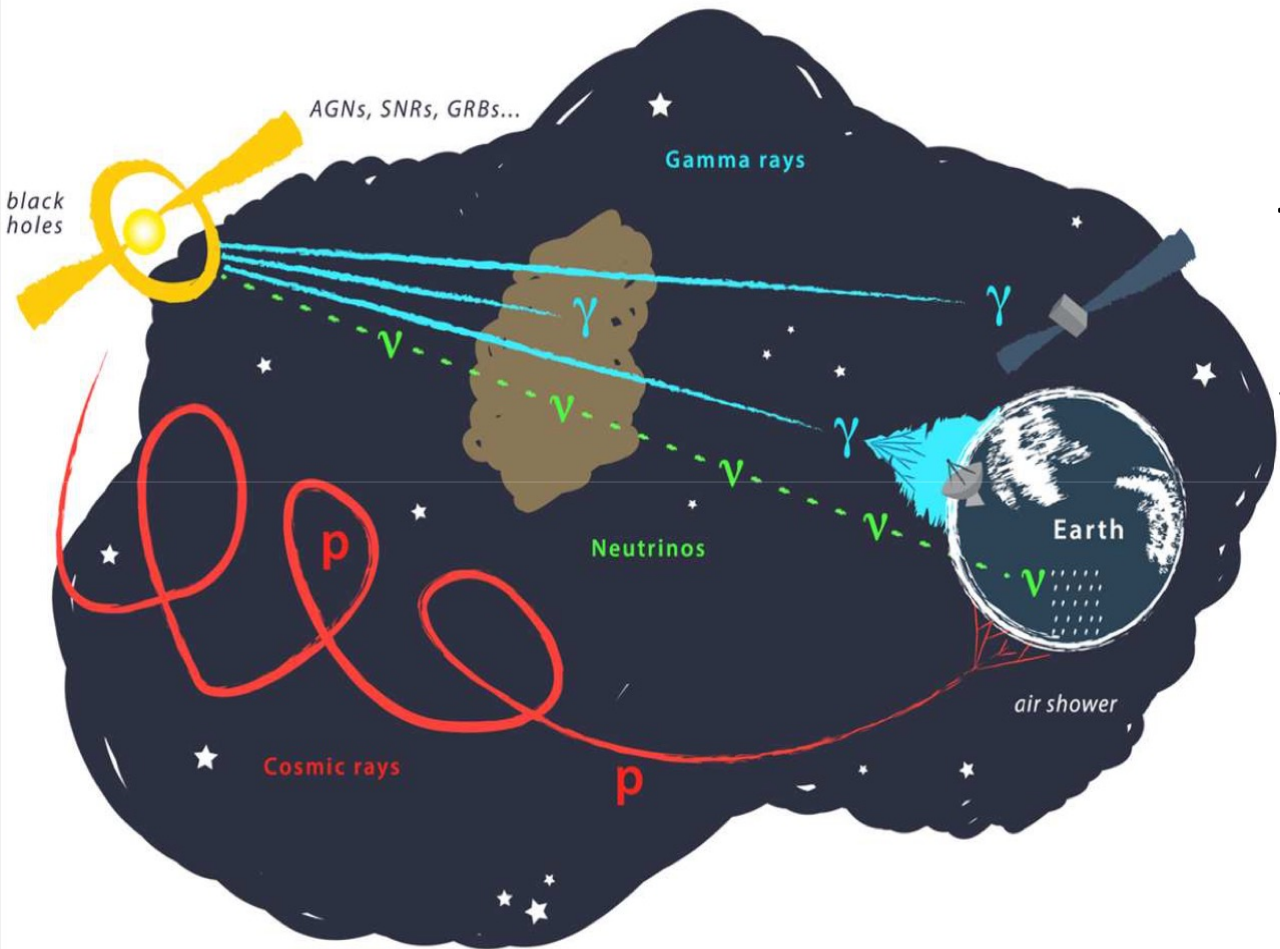 AGNs, SNRs, GRBs...
Gamma rays
black
holes
γ
γ
ν
ν
γ
ν
ν
p
Neutrinos
Earth
ν
air shower
Cosmic rays
p